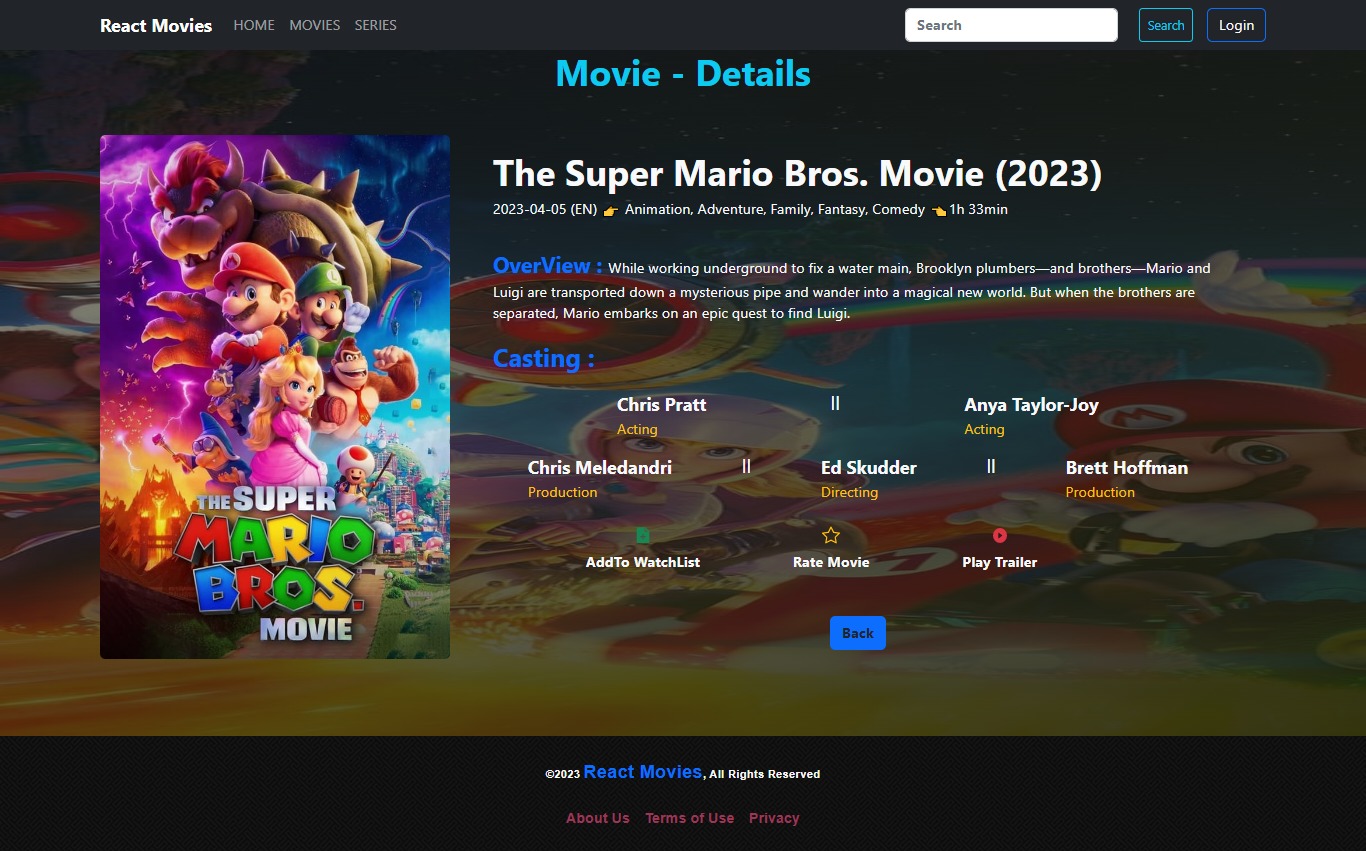 React Movies HOME MOVIES SERIES Search Search Login
Movie - Details
THE SUPER
MARIO
BROS.
MOVIE
The Super Mario Bros. Movie (2023)
2023-04-05 (EN) 👉 Animation, Adventure, Family, Fantasy, Comedy 👈 1h 33min
OverView : While working underground to fix a water main, Brooklyn plumbers—and brothers—Mario and
Luigi are transported down a mysterious pipe and wander into a magical new world. But when the brothers are
separated, Mario embarks on an epic quest to find Luigi.
Casting :
Chris Pratt || Anya Taylor-Joy
Acting Acting
Chris Meledandri || Ed Skudder || Brett Hoffman
Production Directing Production
AddTo WatchList Rate Movie Play Trailer
Back
©2023 React Movies, All Rights Reserved
About Us Terms of Use Privacy